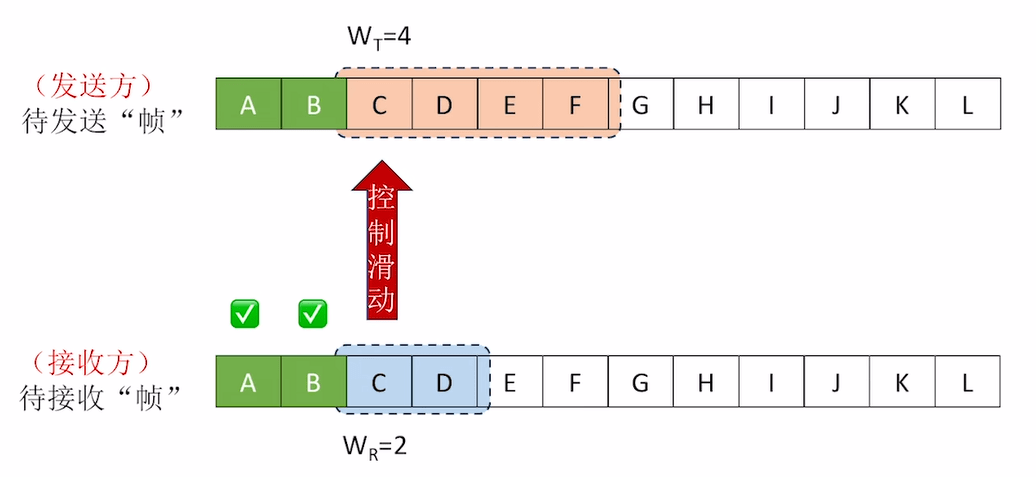 W_T=4
（发送方）
待发送“帧”
A B C D E F G H I J K L
控
制
滑
动
（接收方）
待接收“帧”
A B C D E F G H I J K L
W_R=2